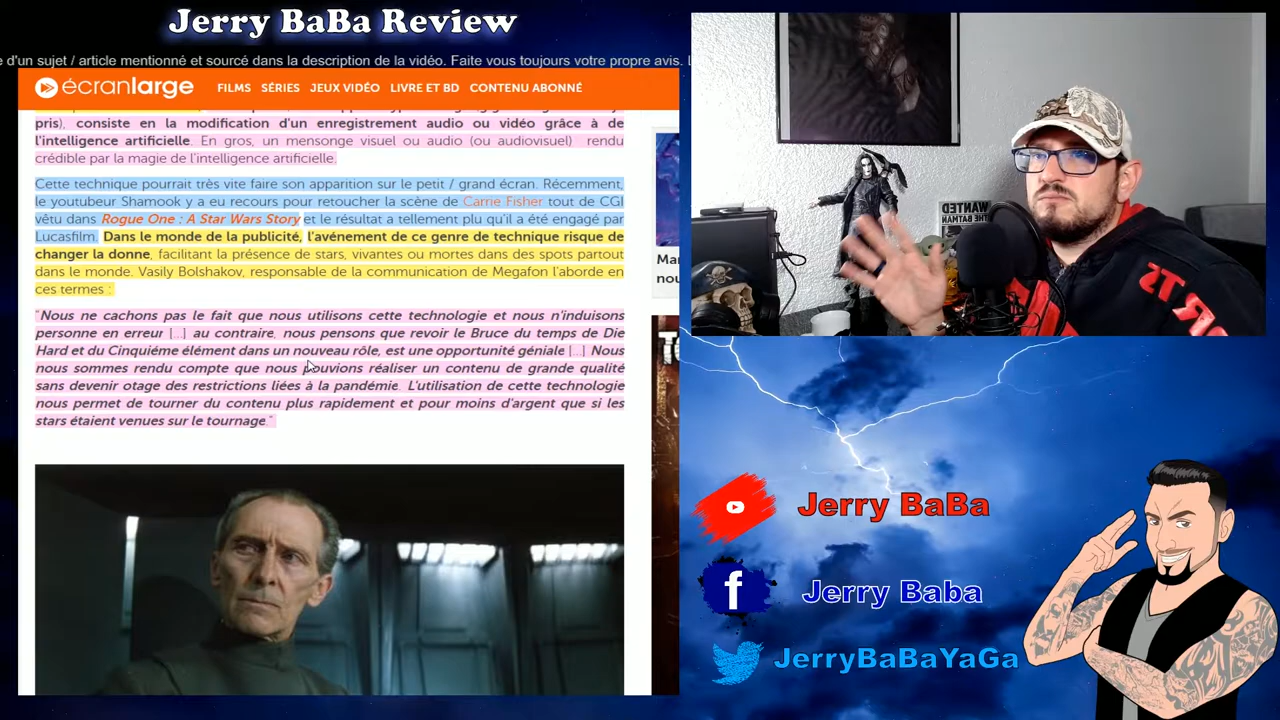 Jerry BaBa Review
e d'un sujet / article mentionné et sourcé dans la description de la vidéo. Faite vous toujours votre propre avis. L
écranlarge FILMS SÉRIES JEUX VIDÉO LIVRE ET BD CONTENU ABONNÉ
pris), consiste en la modification d'un enregistrement audio ou vidéo grâce à de
l'intelligence artificielle. En gros, un mensonge visuel ou audio (ou audiovisuel) rendu
crédible par la magie de l'intelligence artificielle.
Cette technique pourrait très vite faire son apparition sur le petit / grand écran. Récemment,
le youtubeur Shamook y a eu recours pour retoucher la scène de Carrie Fisher tout de CGI
vêtu dans Rogue One : A Star Wars Story et le résultat a tellement plu qu'il a été engagé par
Lucasfilm. Dans le monde de la publicité, l'avénement de ce genre de technique risque de
changer la donne, facilitant la présence de stars, vivantes ou mortes dans des spots partout
dans le monde. Vasily Bolshakov, responsable de la communication de Megafon l'aborde en
ces termes :
"Nous ne cachons pas le fait que nous utilisons cette technologie et nous n'induisons
personne en erreur [...] au contraire, nous pensons que revoir le Bruce du temps de Die
Hard et du Cinquiéme élément dans un nouveau rôle, est une opportunité géniale [...] Nous
nous sommes rendu compte que nous pouvions réaliser un contenu de grande qualité
sans devenir otage des restrictions liées à la pandémie. L'utilisation de cette technologie
nous permet de tourner du contenu plus rapidement et pour moins d'argent que si les
stars étaient venues sur le tournage."
Mar
nou
WANTED
THE BATMAN
Jerry BaBa
f Jerry Baba
JerryBaBaYaGa